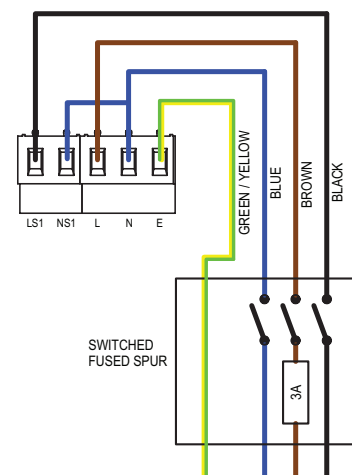 LS1 NS1 L N E
GREEN / YELLOW
BLUE
BROWN
BLACK
SWITCHED
FUSED SPUR
3A